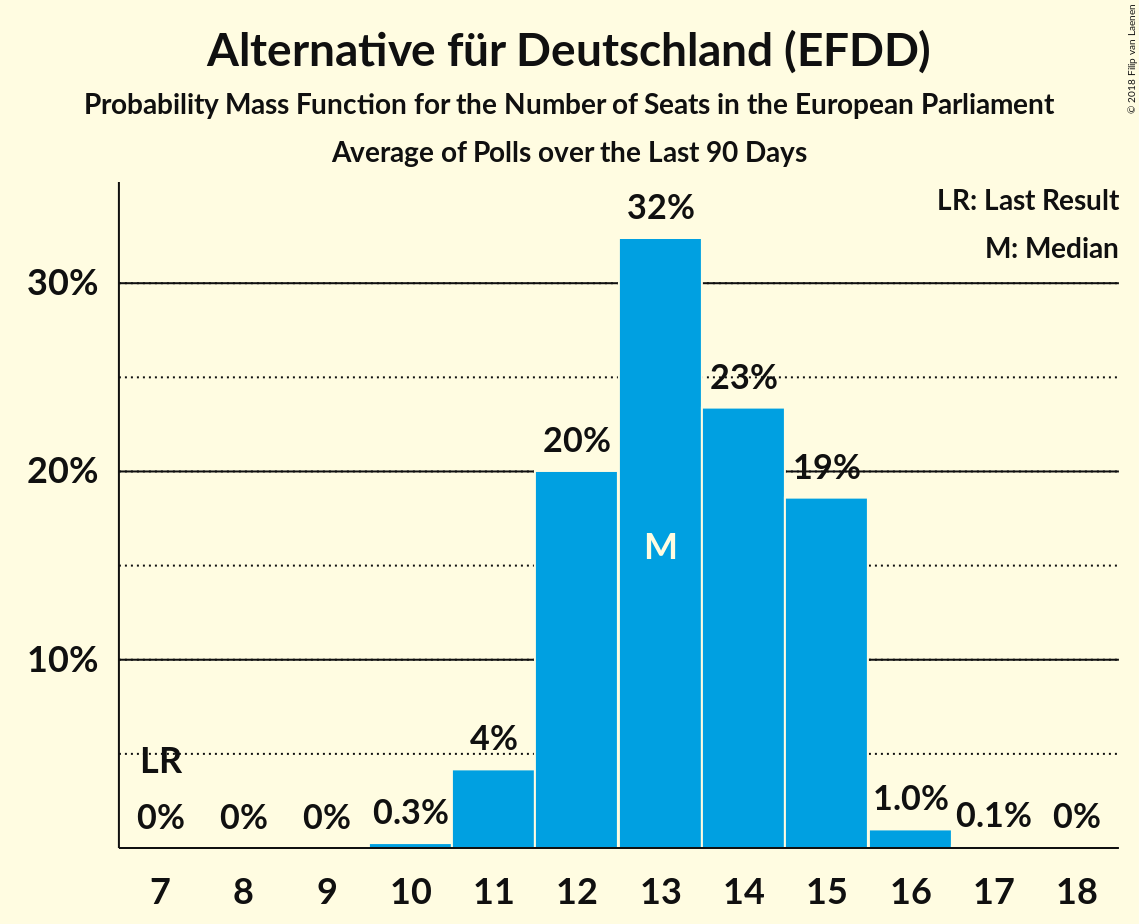 Alternative für Deutschland (EFDD)
Probability Mass Function for the Number of Seats in the European Parliament
Average of Polls over the Last 90 Days
© 2018 Filip van Laenen
LR: Last Result
M: Median
30%
20%
10%
LR
0%
0%
0%
0.3%
4%
20%
32%
23%
19%
1.0%
0.1%
0%
M
7 8 9 10 11 12 13 14 15 16 17 18